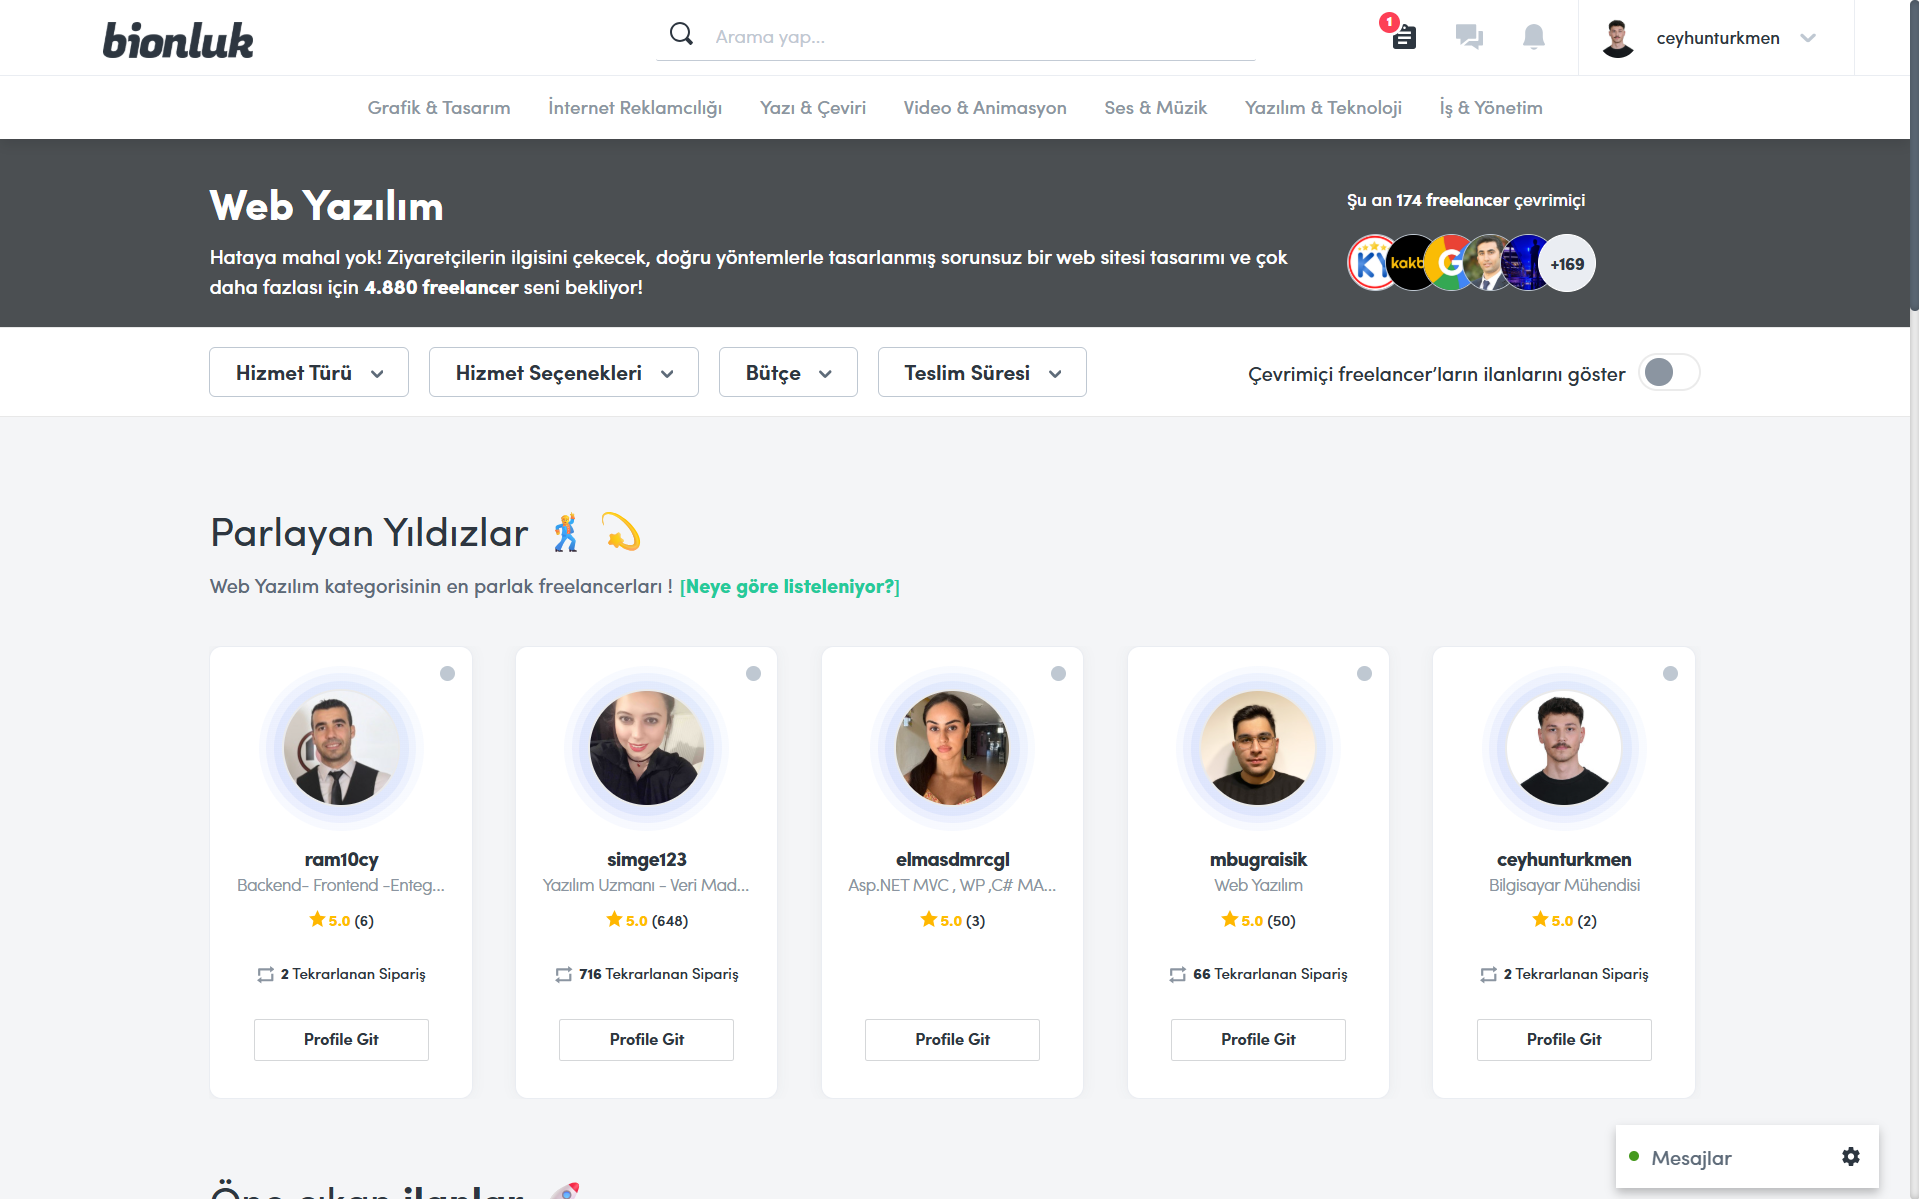 bionluk
Arama yap...
1
ceyhunturkmen
Grafik & Tasarım
İnternet Reklamcılığı
Yazı & Çeviri
Video & Animasyon
Ses & Müzik
Yazılım & Teknoloji
İş & Yönetim
Web Yazılım
Hataya mahal yok! Ziyaretçilerin ilgisini çekecek, doğru yöntemlerle tasarlanmış sorunsuz bir web sitesi tasarımı ve çok
daha fazlası için 4.880 freelancer seni bekliyor!
Şu an 174 freelancer çevrimiçi
KY
G
+169
Hizmet Türü
Hizmet Seçenekleri
Bütçe
Teslim Süresi
Çevrimiçi freelancer’ların ilanlarını göster
Parlayan Yıldızlar
Web Yazılım kategorisinin en parlak freelancerları ! [Neye göre listeleniyor?]
ram10cy
Backend- Frontend -Enteg...
5.0 (6)
2 Tekrarlanan Sipariş
Profile Git
simge123
Yazılım Uzmanı - Veri Mad...
5.0 (648)
716 Tekrarlanan Sipariş
Profile Git
elmasdmrcgl
Asp.NET MVC , WP ,C# MA...
5.0 (3)
Profile Git
mbugraisik
Web Yazılım
5.0 (50)
66 Tekrarlanan Sipariş
Profile Git
ceyhunturkmen
Bilgisayar Mühendisi
5.0 (2)
2 Tekrarlanan Sipariş
Profile Git
Öne çıkan ilanlar
Mesajlar